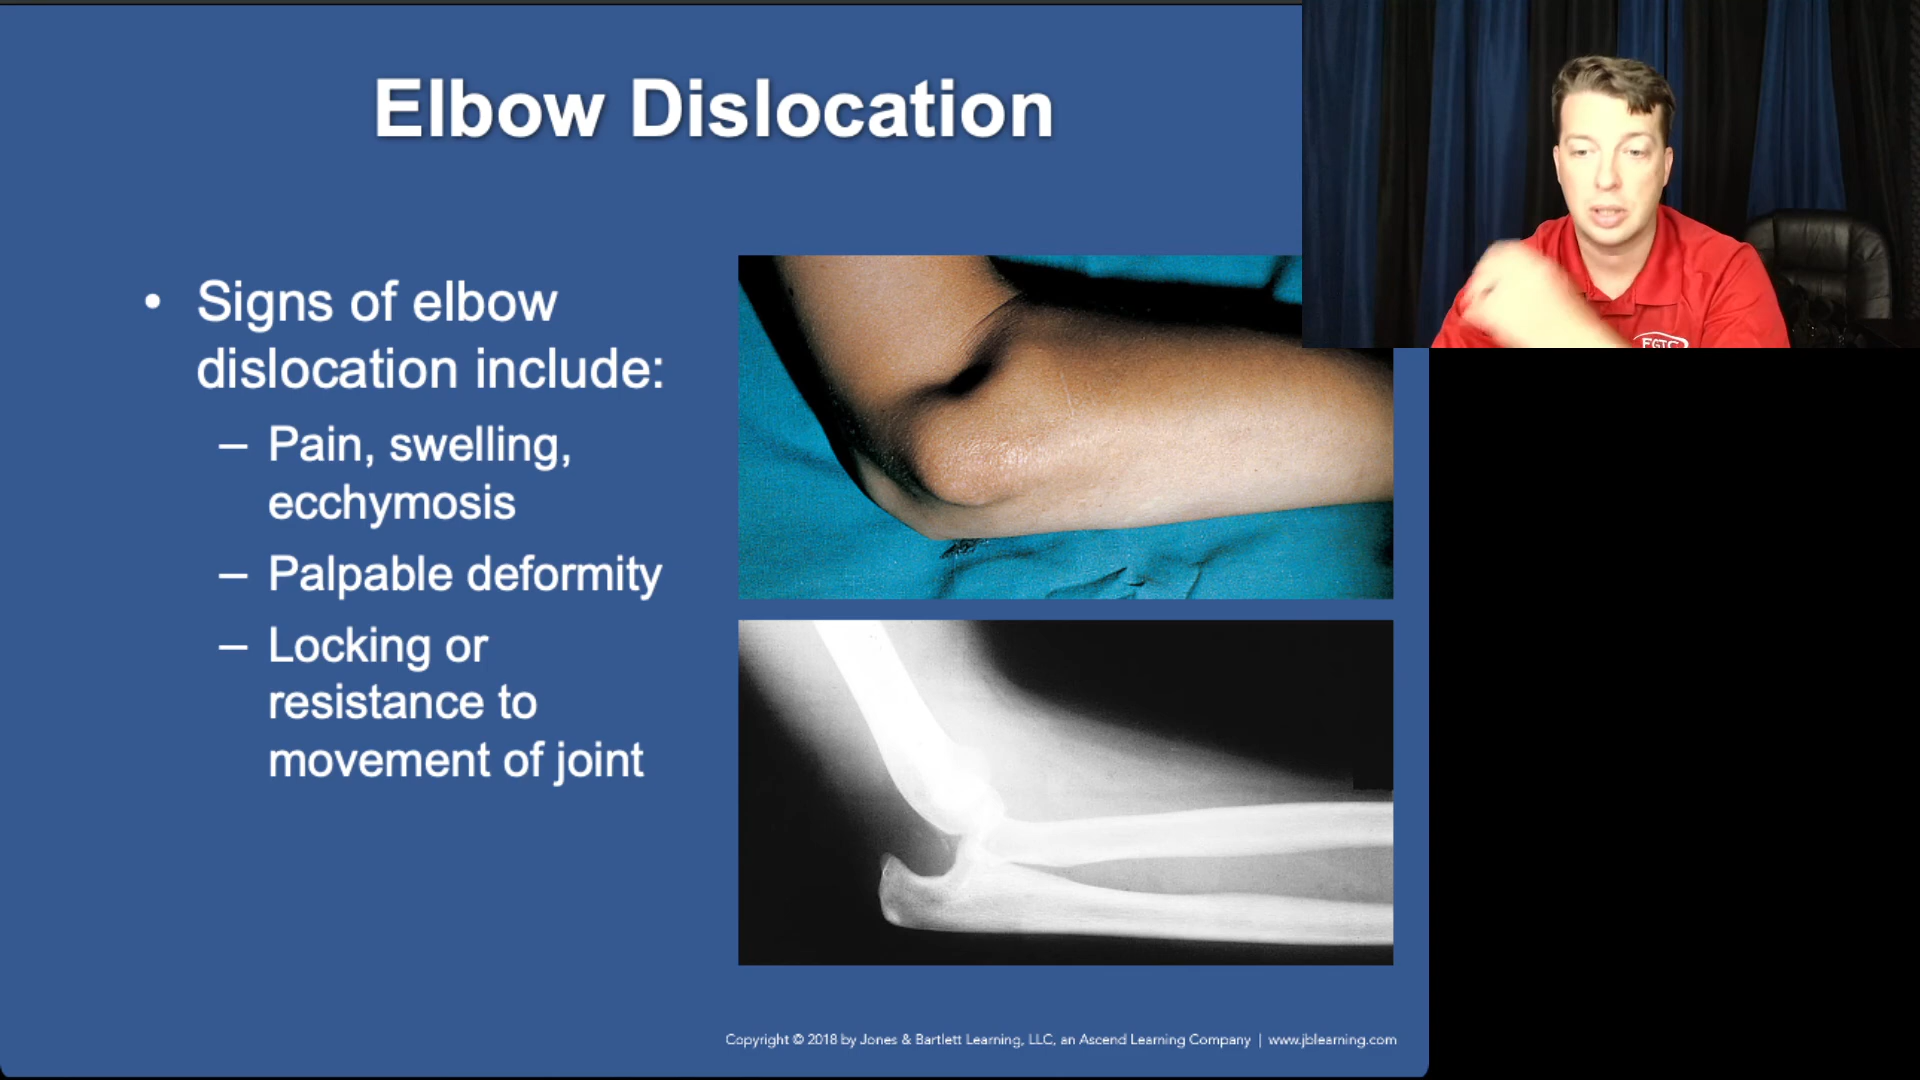 Elbow Dislocation
• Signs of elbow
dislocation include:
– Pain, swelling,
ecchymosis
– Palpable deformity
– Locking or
resistance to
movement of joint
FGTC
Copyright © 2018 by Jones & Bartlett Learning, LLC, an Ascend Learning Company | www.jblearning.com